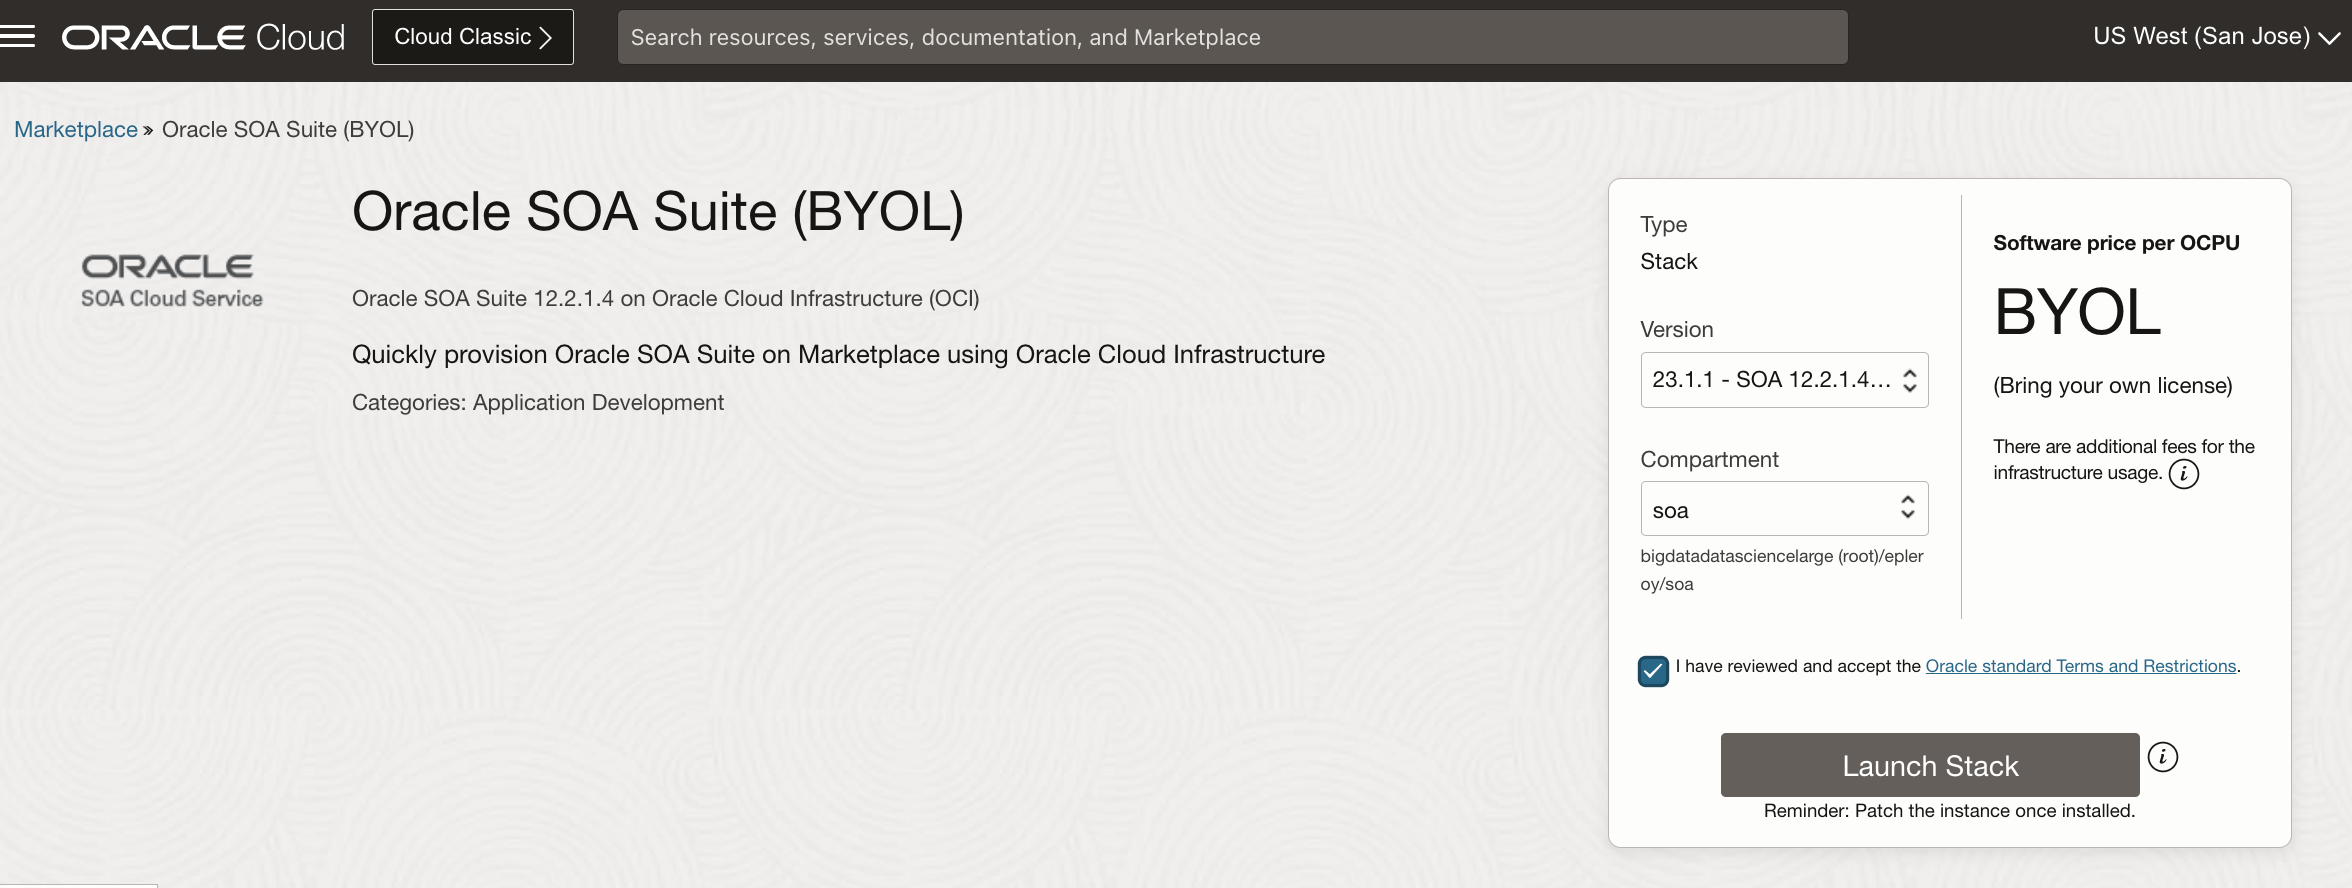 ORACLE Cloud
Cloud Classic
Search resources, services, documentation, and Marketplace
US West (San Jose)
Marketplace » Oracle SOA Suite (BYOL)
ORACLE
SOA Cloud Service
Oracle SOA Suite (BYOL)
Oracle SOA Suite 12.2.1.4 on Oracle Cloud Infrastructure (OCI)
Quickly provision Oracle SOA Suite on Marketplace using Oracle Cloud Infrastructure
Categories: Application Development
Type
Stack
Version
23.1.1 - SOA 12.2.1.4...
Compartment
soa
bigdatadatasciencelarge (root)/epler
oy/soa
Software price per OCPU
BYOL
(Bring your own license)
There are additional fees for the
infrastructure usage. i
I have reviewed and accept the Oracle standard Terms and Restrictions.
Launch Stack i
Reminder: Patch the instance once installed.